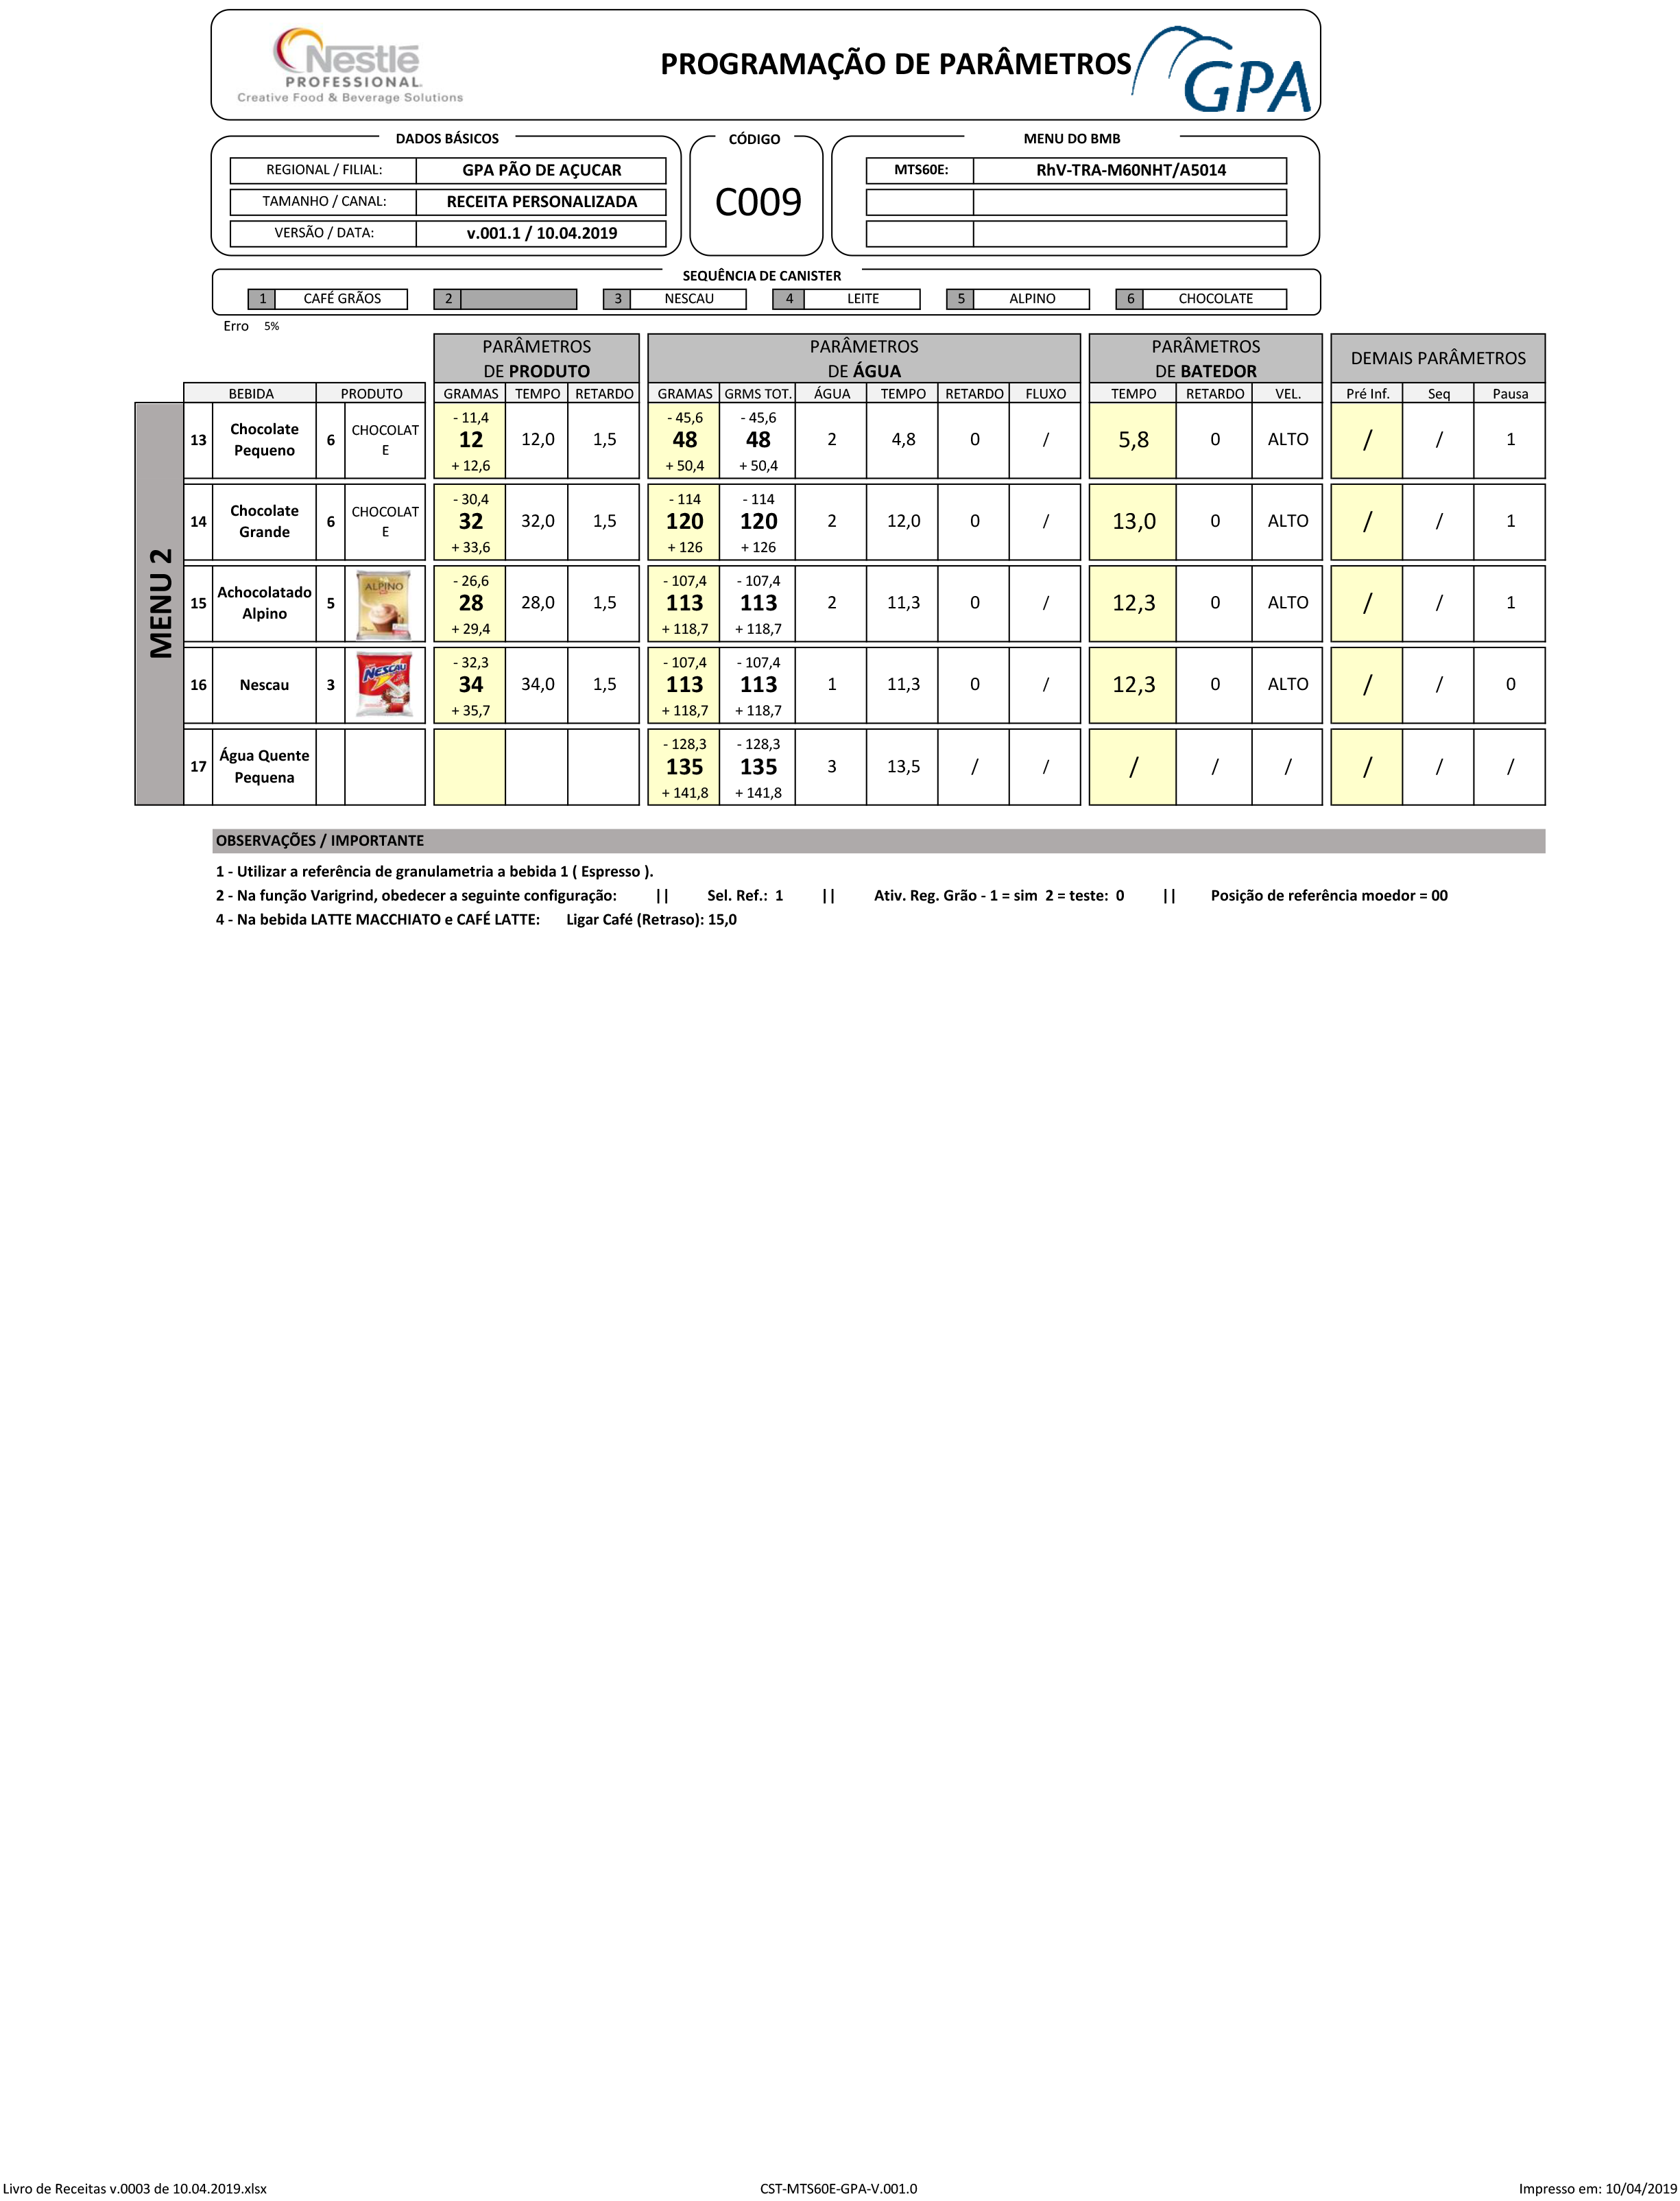 Nestlé
PROFESSIONAL.
Creative Food & Beverage Solutions
PROGRAMAÇÃO DE PARÂMETROS
GPA
DADOS BÁSICOS
REGIONAL / FILIAL: GPA PÃO DE AÇUCAR
TAMANHO / CANAL: RECEITA PERSONALIZADA
VERSÃO / DATA: v.001.1 / 10.04.2019
CÓDIGO
C009
MENU DO BMB
MTS60E: RhV-TRA-M60NHT/A5014
SEQUÊNCIA DE CANISTER
1 CAFÉ GRÃOS 2 3 NESCAU 4 LEITE 5 ALPINO 6 CHOCOLATE
Erro 5%
PARÂMETROS
DE PRODUTO
PARÂMETROS
DE ÁGUA
PARÂMETROS
DE BATEDOR
DEMAIS PARÂMETROS
BEBIDA PRODUTO GRAMAS TEMPO RETARDO GRAMAS GRMS TOT. ÁGUA TEMPO RETARDO FLUXO TEMPO RETARDO VEL. Pré Inf. Seq Pausa
MENU 2
- 11,4 - 45,6 - 45,6
13 Chocolate Pequeno 6 CHOCOLAT E 12 12,0 1,5 48 48 2 4,8 0 / 5,8 0 ALTO / / 1
+ 12,6 + 50,4 + 50,4
- 30,4 - 114 - 114
14 Chocolate Grande 6 CHOCOLAT E 32 32,0 1,5 120 120 2 12,0 0 / 13,0 0 ALTO / / 1
+ 33,6 + 126 + 126
- 26,6 - 107,4 - 107,4
15 Achocolatado Alpino 5 ALPINO 28 28,0 1,5 113 113 2 11,3 0 / 12,3 0 ALTO / / 1
+ 29,4 + 118,7 + 118,7
- 32,3 - 107,4 - 107,4
16 Nescau 3 NESCAU 34 34,0 1,5 113 113 1 11,3 0 / 12,3 0 ALTO / / 0
+ 35,7 + 118,7 + 118,7
- 128,3 - 128,3
17 Água Quente Pequena 135 135 3 13,5 / / / / / / / /
+ 141,8 + 141,8
OBSERVAÇÕES / IMPORTANTE
1 - Utilizar a referência de granulametria a bebida 1 ( Espresso ).
2 - Na função Varigrind, obedecer a seguinte configuração: || Sel. Ref.: 1 || Ativ. Reg. Grão - 1 = sim 2 = teste: 0 || Posição de referência moedor = 00
4 - Na bebida LATTE MACCHIATO e CAFÉ LATTE: Ligar Café (Retraso): 15,0
Livro de Receitas v.0003 de 10.04.2019.xlsx CST-MTS60E-GPA-V.001.0 Impresso em: 10/04/2019